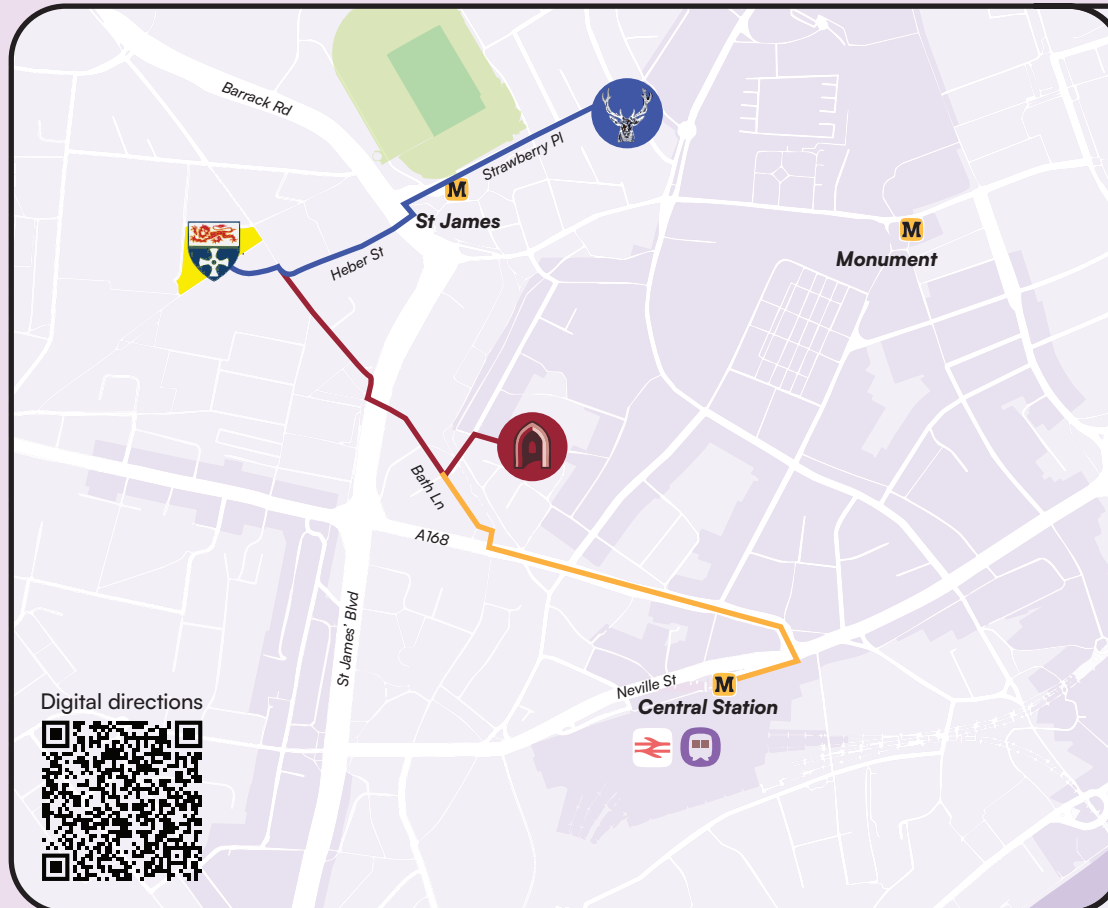 Barrack Rd
Strawberry Pl
M
St James
M
Monument
Heber St
Bath Ln
A168
St James' Blvd
Neville St
M
Central Station
Digital directions